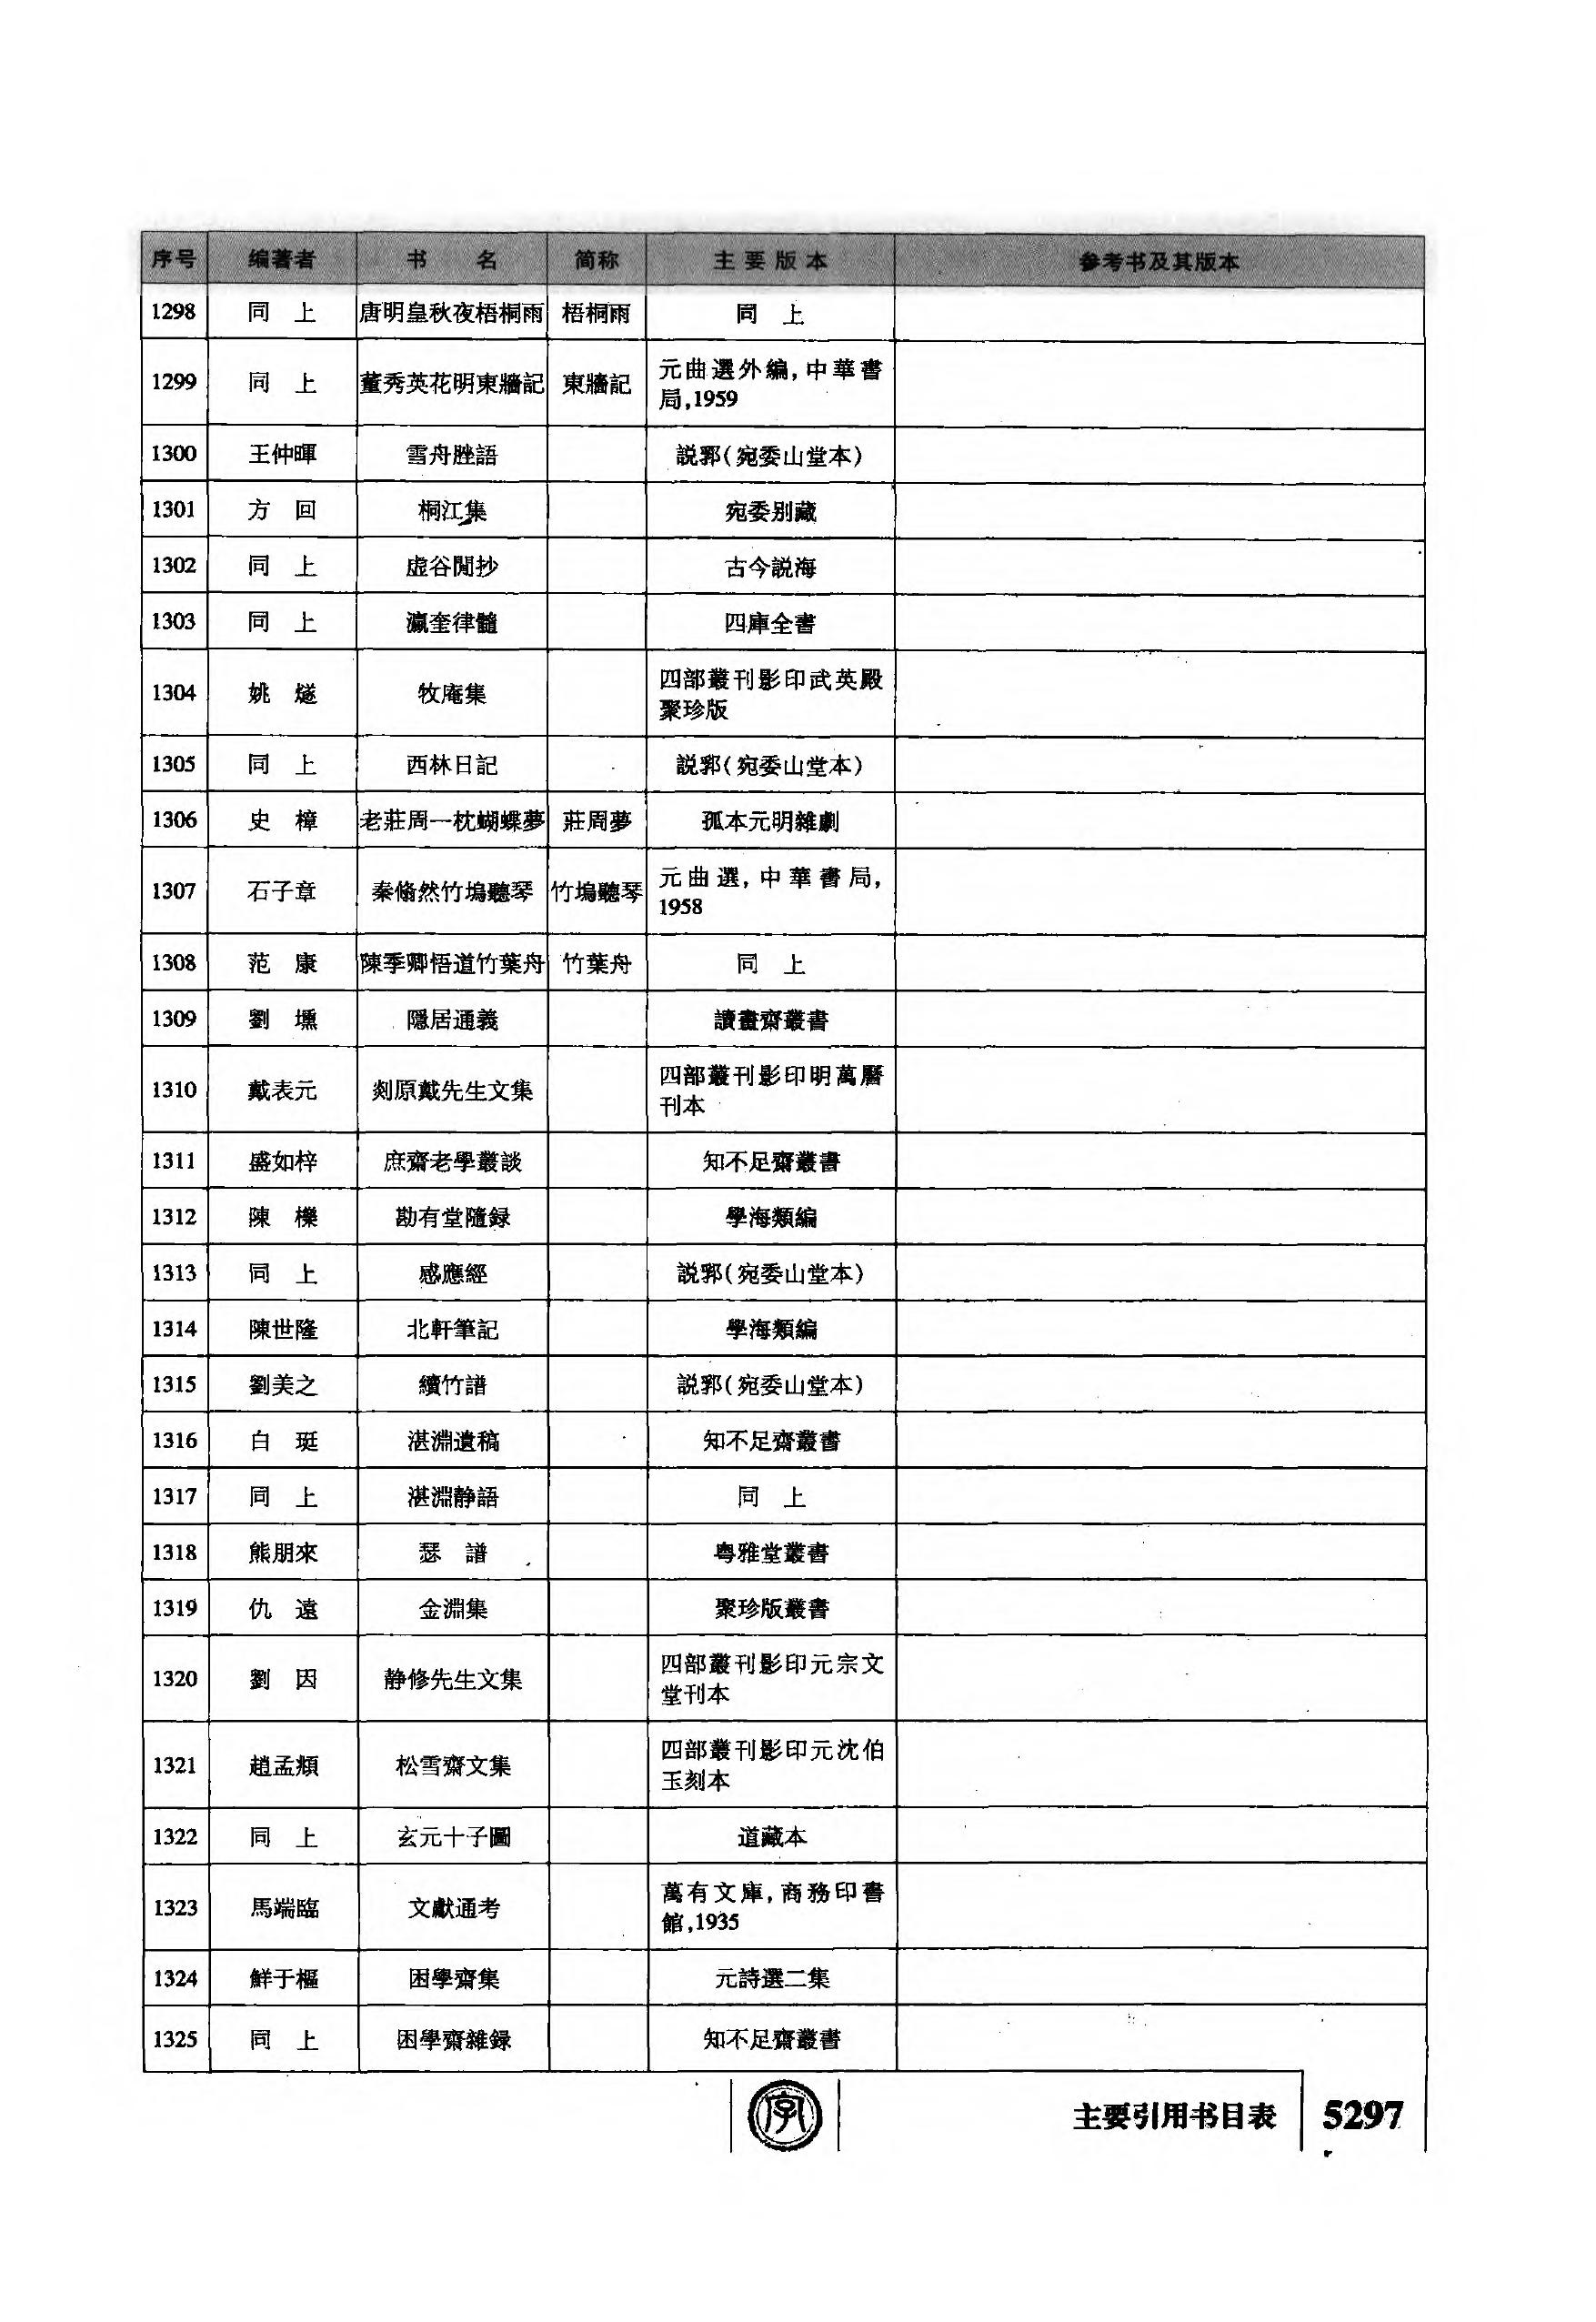 序号 编著者 书 名 简称 主要版本 参考书及其版本
1298 同 上 唐明皇秋夜梧桐雨 梧桐雨 同 上
1299 同 上 董秀英花明東牆記 東牆記 元曲選外編,中華書
局,1959
1300 王仲暉 雪舟脞語 説郛(宛委山堂本)
1301 方 回 桐江集 宛委别藏
1302 同 上 虚谷閒抄 古今説海
1303 同 上 瀛奎律髓 四庫全書
1304 姚 燧 牧庵集 四部叢刊影印武英殿
聚珍版
1305 同 上 西林日記 説郛(宛委山堂本)
1306 史 樟 老莊周一枕蝴蝶夢 莊周夢 孤本元明雜劇
1307 石子章 秦翛然竹塢聽琴 竹塢聽琴 元曲選,中華書局,
1958
1308 范 康 陳季卿悟道竹葉舟 竹葉舟 同 上
1309 劉 壎 隱居通義 讀畫齋叢書
1310 戴表元 剡原戴先生文集 四部叢刊影印明萬曆
刊本
1311 盛如梓 庶齋老學叢談 知不足齋叢書
1312 陳 櫟 勘有堂隨録 學海類編
1313 同 上 感應經 説郛(宛委山堂本)
1314 陳世隆 北軒筆記 學海類編
1315 劉美之 續竹譜 説郛(宛委山堂本)
1316 白 珽 湛淵遺稿 知不足齋叢書
1317 同 上 湛淵静語 同 上
1318 熊朋來 瑟 譜 粤雅堂叢書
1319 仇 遠 金淵集 聚珍版叢書
1320 劉 因 静修先生文集 四部叢刊影印元宗文
堂刊本
1321 趙孟頫 松雪齋文集 四部叢刊影印元沈伯
玉刻本
1322 同 上 玄元十子圖 道藏本
1323 馬端臨 文獻通考 萬有文庫,商務印書
館,1935
1324 鮮于樞 困學齋集 元詩選二集
1325 同 上 困學齋雜録 知不足齋叢書
字 主要引用书目表 5297